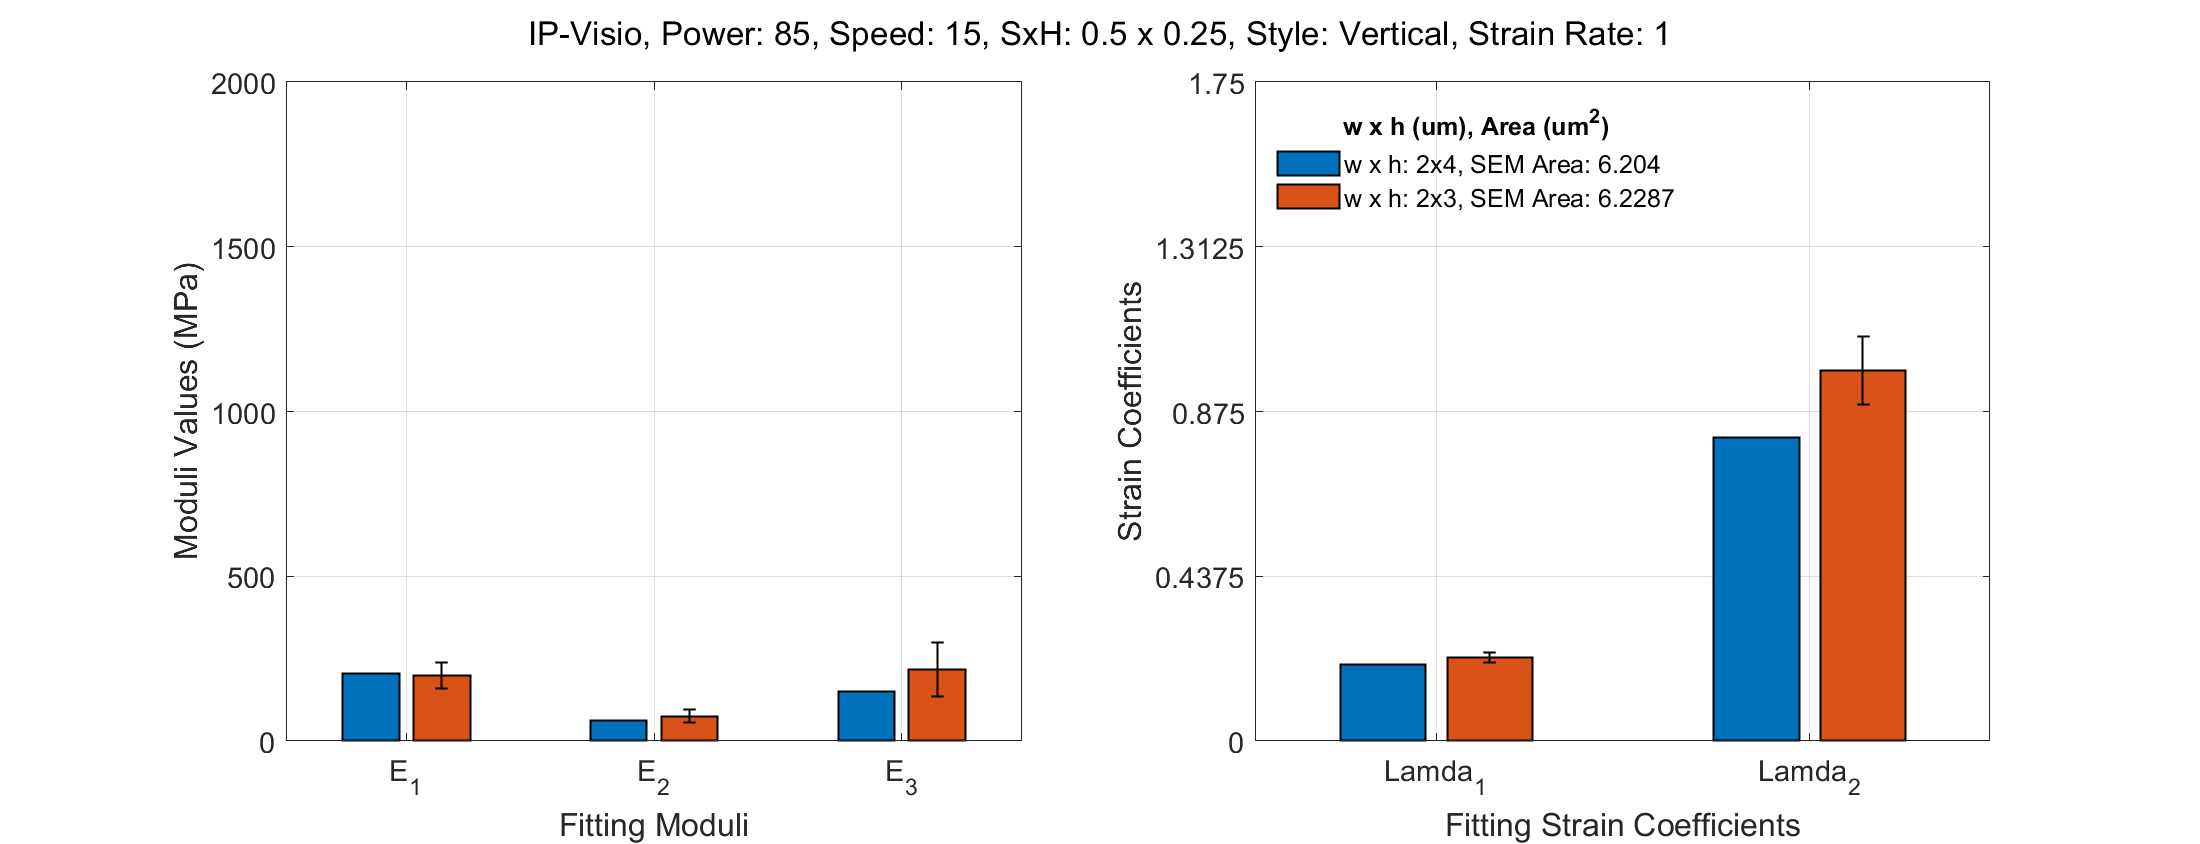 IP-Visio, Power: 85, Speed: 15, SxH: 0.5 x 0.25, Style: Vertical, Strain Rate: 1
2000
1500
1000
500
0
Moduli Values (MPa)
E1
E2
E3
Fitting Moduli
1.75
1.3125
0.875
0.4375
0
Strain Coefficients
w x h (um), Area (um2)
w x h: 2x4, SEM Area: 6.204
w x h: 2x3, SEM Area: 6.2287
Lamda1
Lamda2
Fitting Strain Coefficients